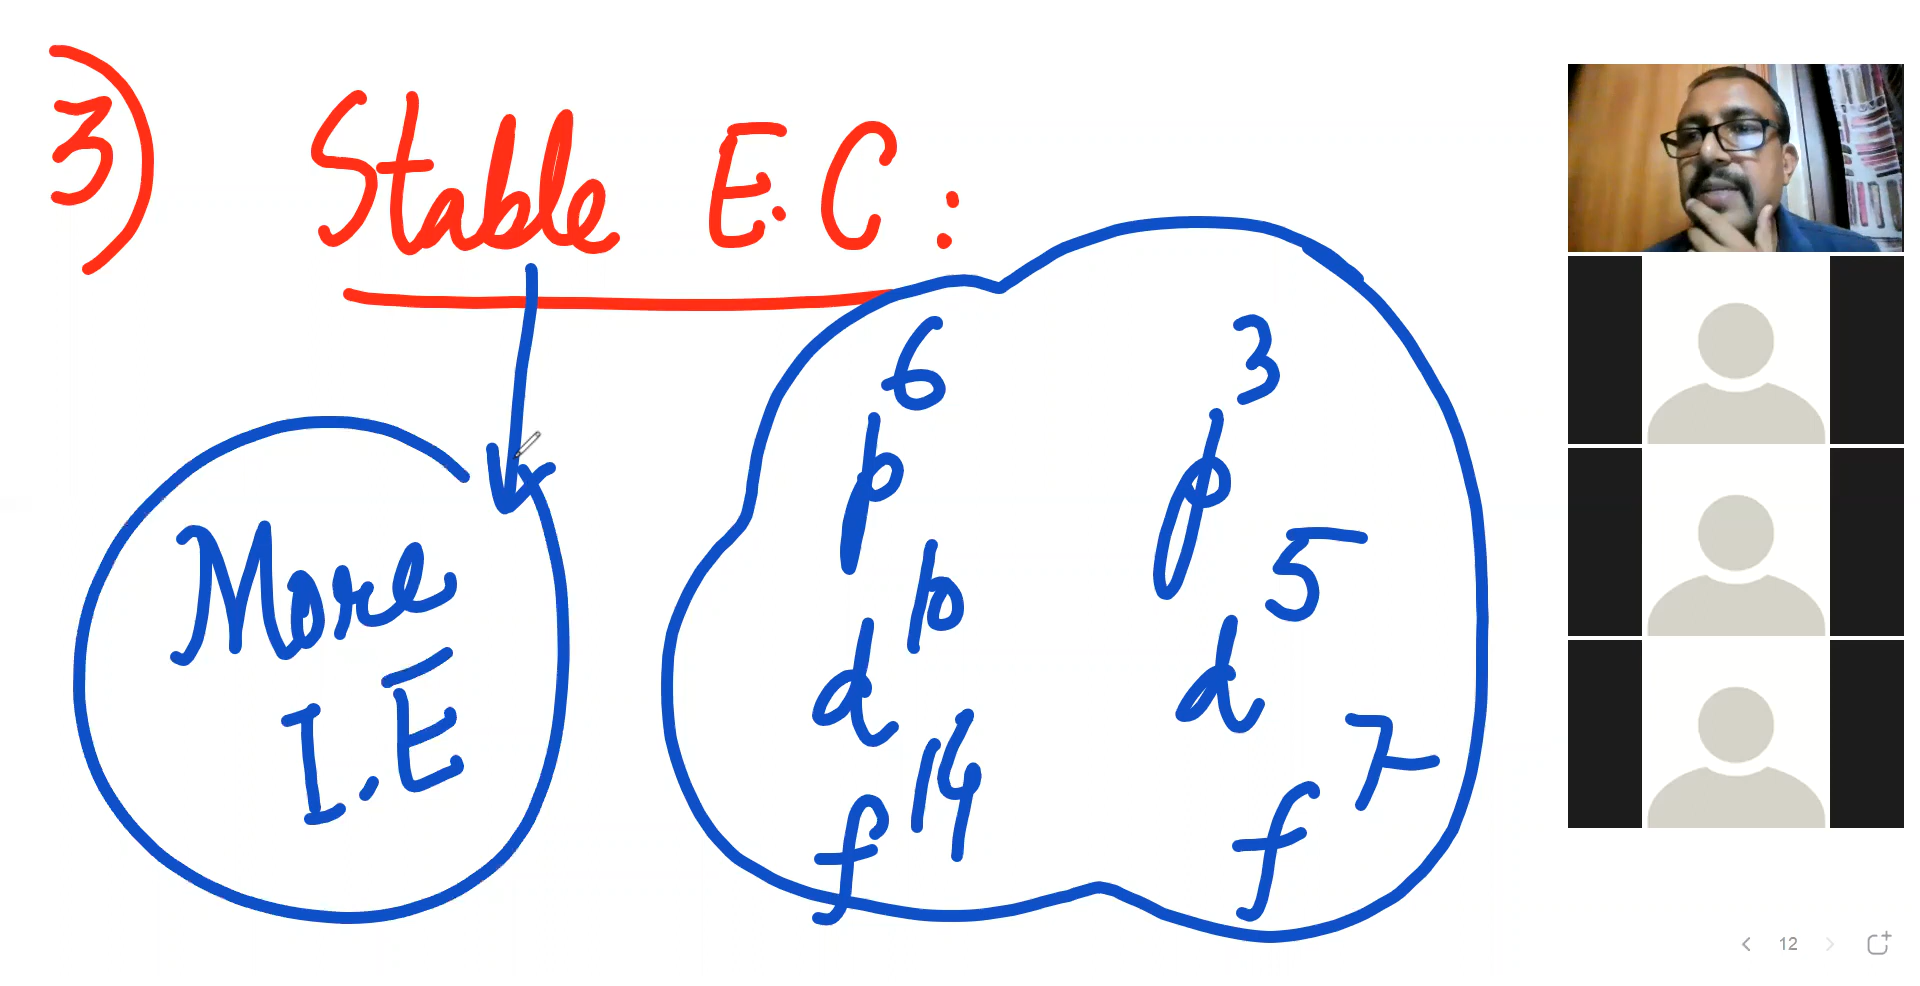 3) Stable E.C:
p⁶ p³
d¹⁰ d⁵
f¹⁴ f⁷
More
I.E
12